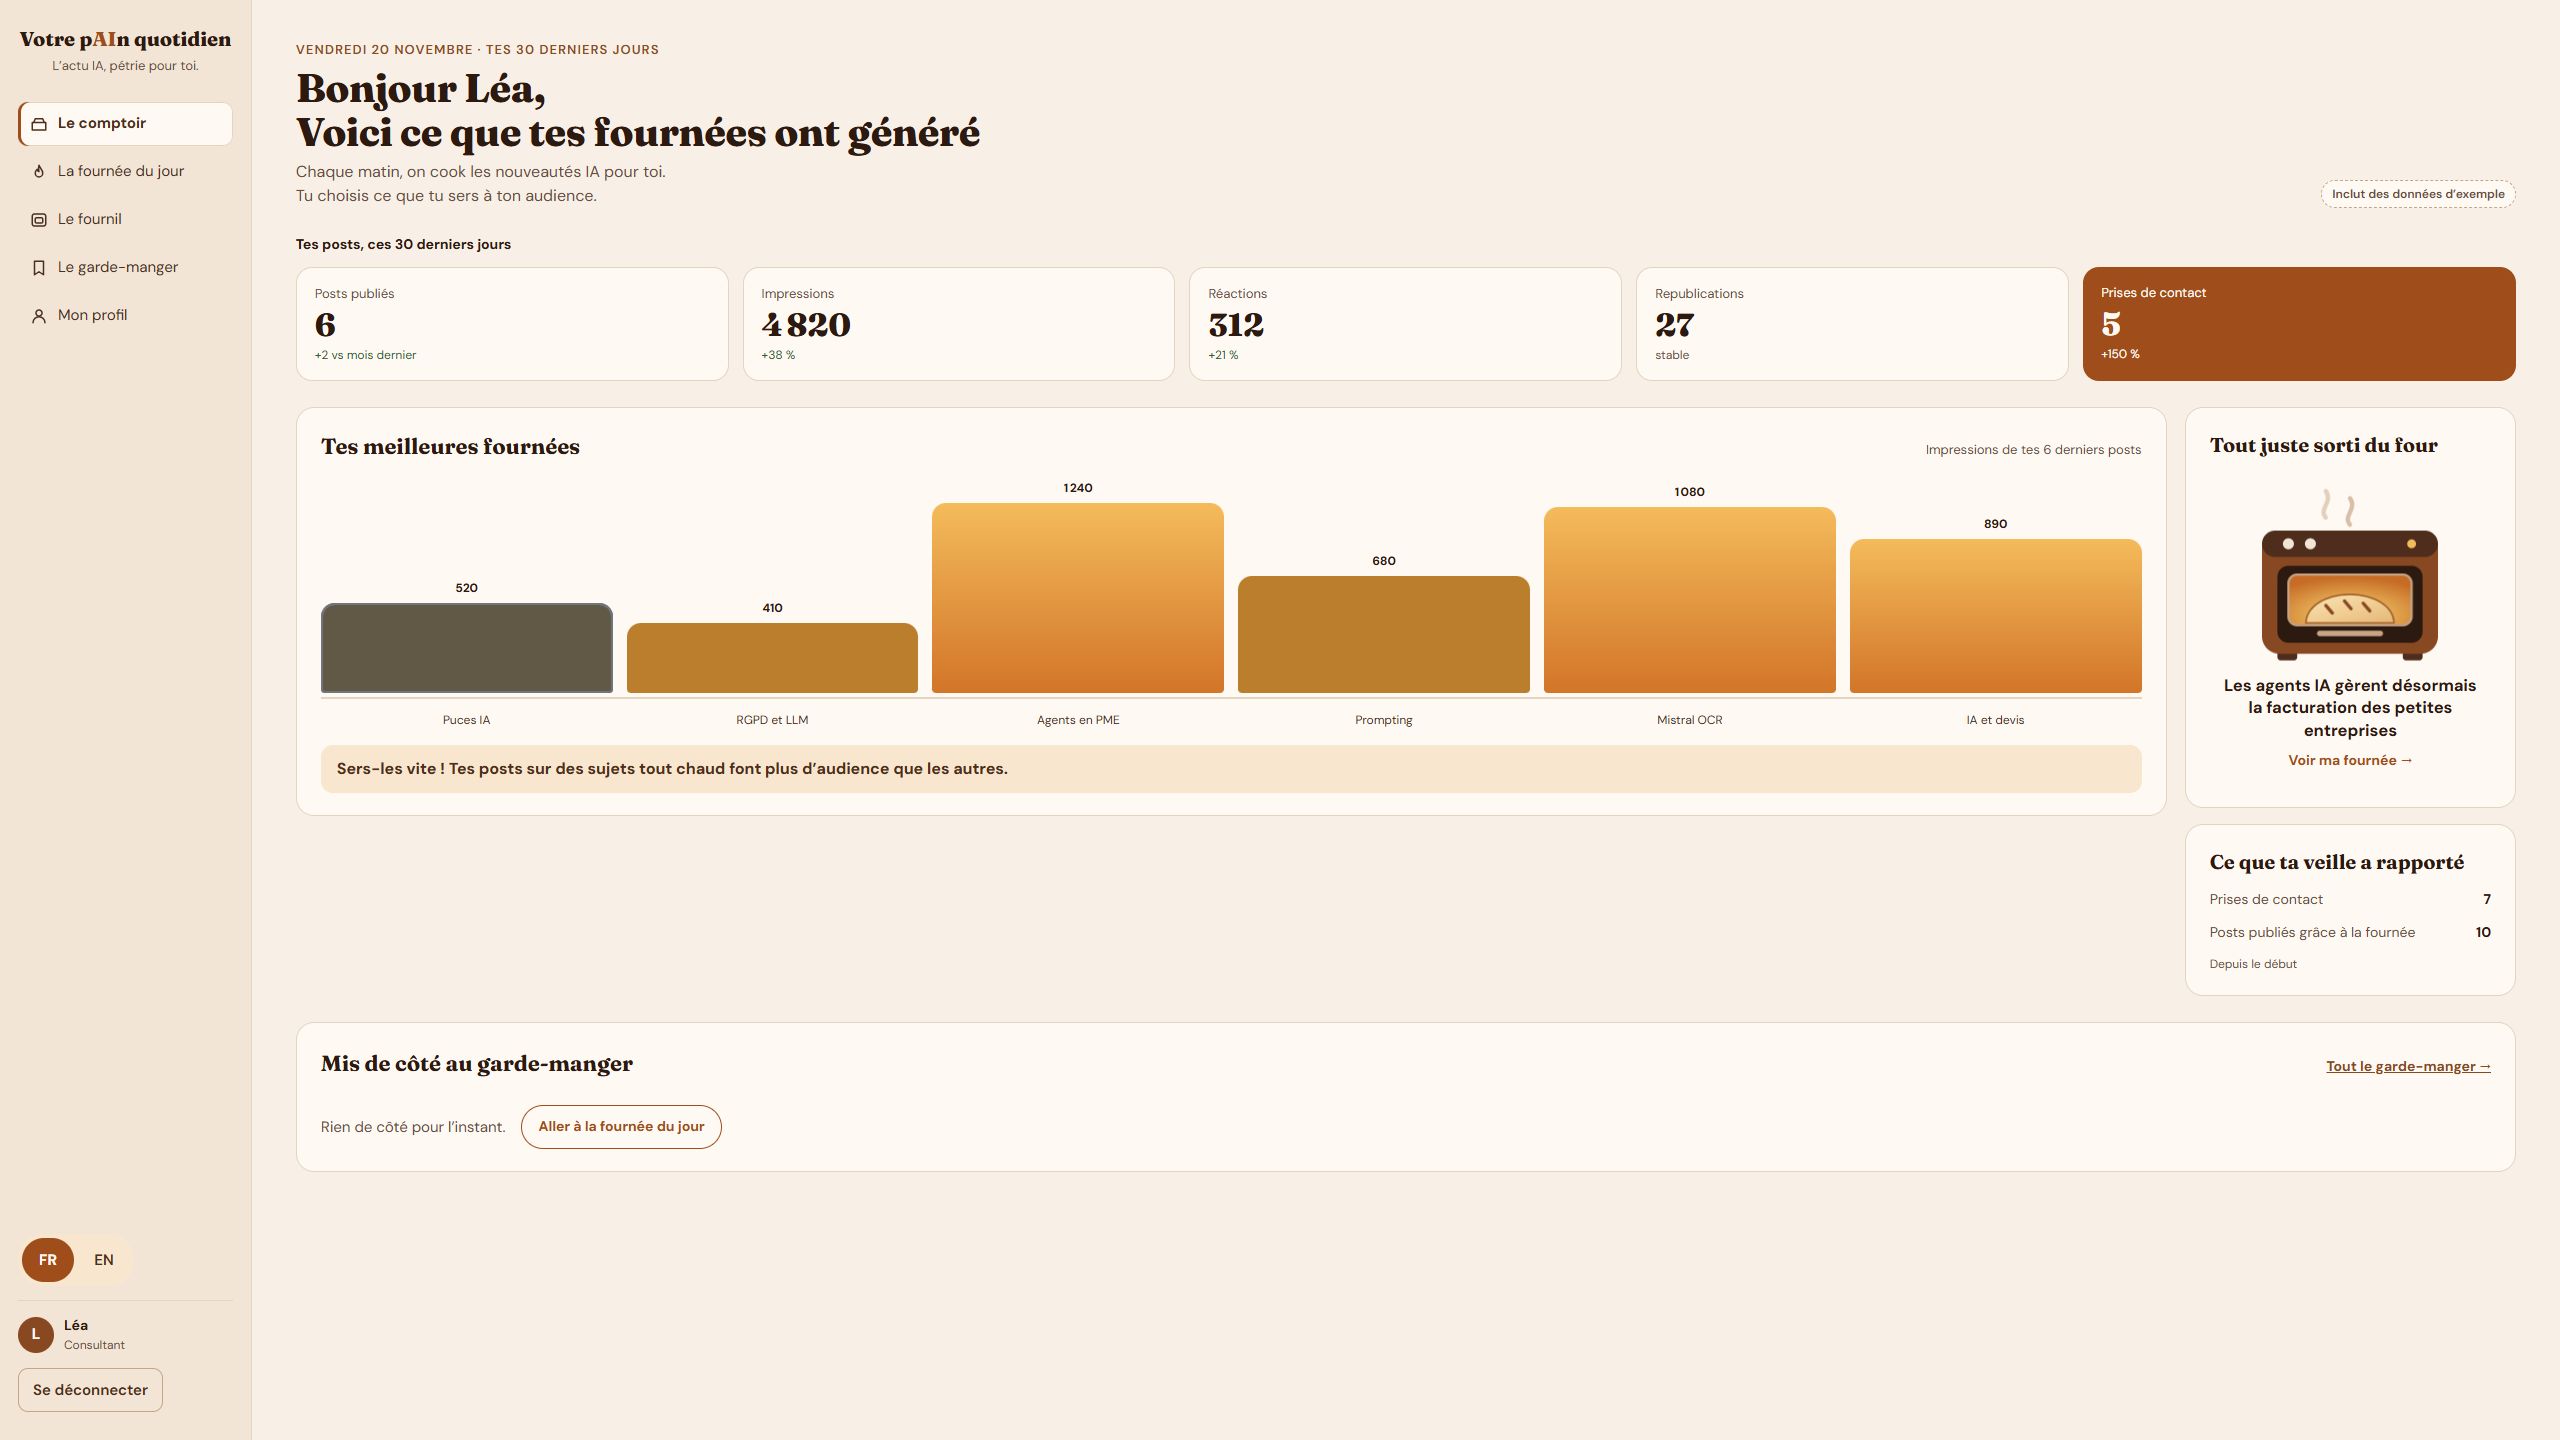 Votre pAIn quotidien
L’actu IA, pétrie pour toi.
Le comptoir
La fournée du jour
Le fournil
Le garde-manger
Mon profil
FR
EN
L
Léa
Consultant
Se déconnecter
VENDREDI 20 NOVEMBRE · TES 30 DERNIERS JOURS
Bonjour Léa,
Voici ce que tes fournées ont généré
Chaque matin, on cook les nouveautés IA pour toi.
Tu choisis ce que tu sers à ton audience.
Inclut des données d’exemple
Tes posts, ces 30 derniers jours
Posts publiés
6
+2 vs mois dernier
Impressions
4 820
+38 %
Réactions
312
+21 %
Republications
27
stable
Prises de contact
5
+150 %
Tes meilleures fournées
Impressions de tes 6 derniers posts
520
410
1 240
680
1 080
890
Puces IA
RGPD et LLM
Agents en PME
Prompting
Mistral OCR
IA et devis
Sers-les vite ! Tes posts sur des sujets tout chaud font plus d’audience que les autres.
Tout juste sorti du four
Les agents IA gèrent désormais
la facturation des petites
entreprises
Voir ma fournée →
Ce que ta veille a rapporté
Prises de contact 7
Posts publiés grâce à la fournée 10
Depuis le début
Mis de côté au garde-manger
Tout le garde-manger →
Rien de côté pour l’instant.
Aller à la fournée du jour